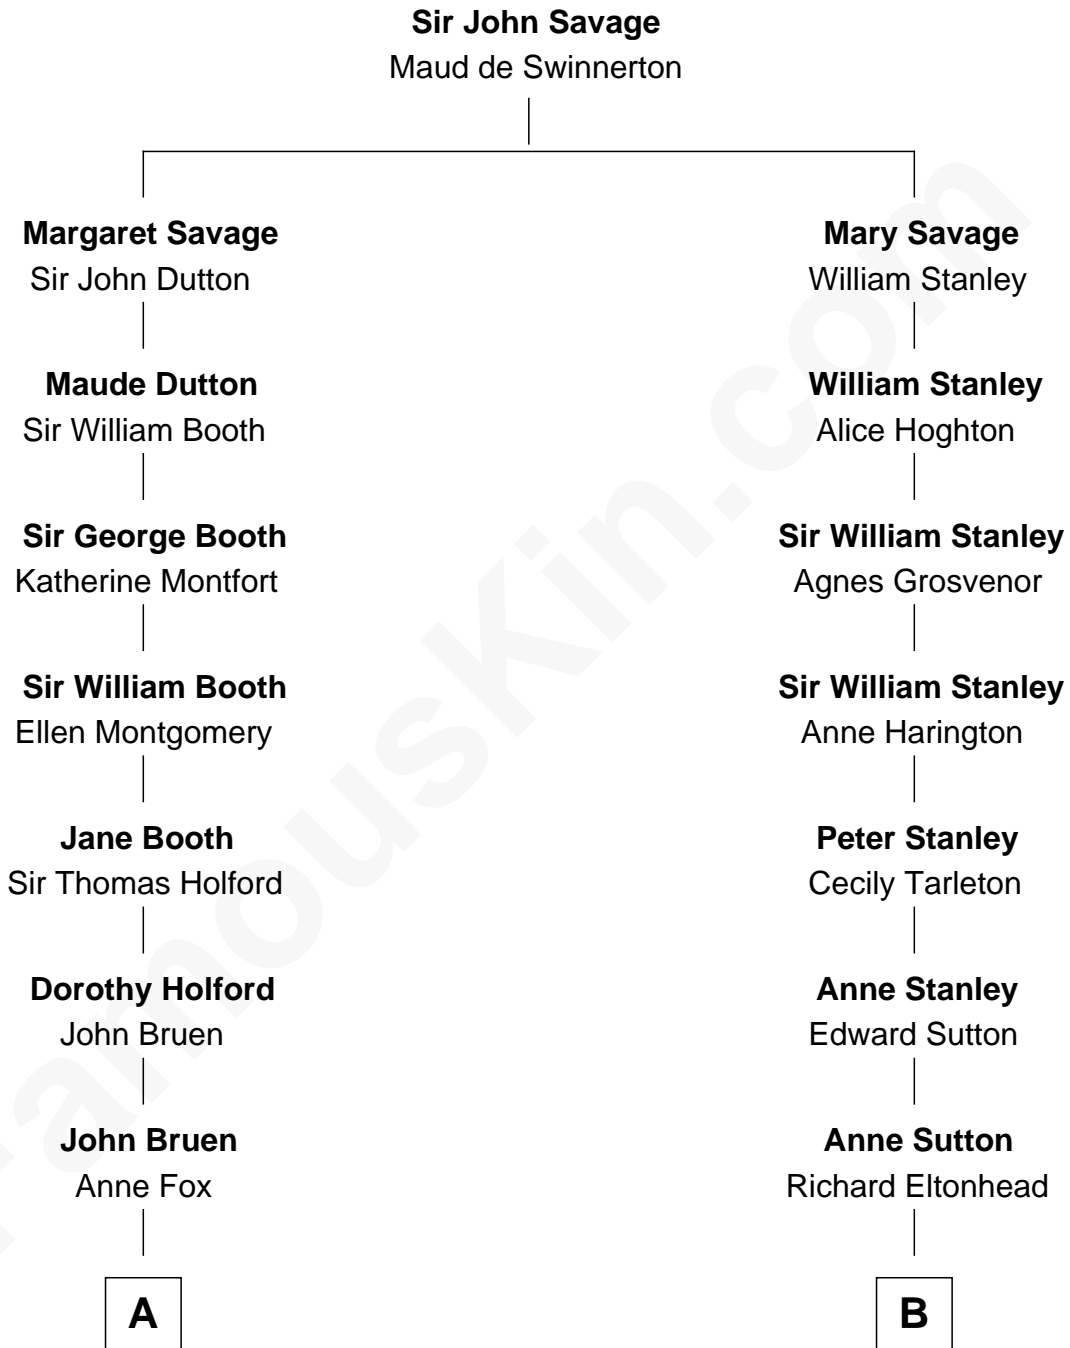 Sir John Savage
Maud de Swinnerton
Margaret Savage
Sir John Dutton
Mary Savage
William Stanley
Maude Dutton
Sir William Booth
William Stanley
Alice Hoghton
Sir George Booth
Katherine Montfort
Sir William Stanley
Agnes Grosvenor
Sir William Booth
Ellen Montgomery
Sir William Stanley
Anne Harington
Jane Booth
Sir Thomas Holford
Peter Stanley
Cecily Tarleton
Dorothy Holford
John Bruen
Anne Stanley
Edward Sutton
John Bruen
Anne Fox
Anne Sutton
Richard Eltonhead
A
B
FamousKin.com